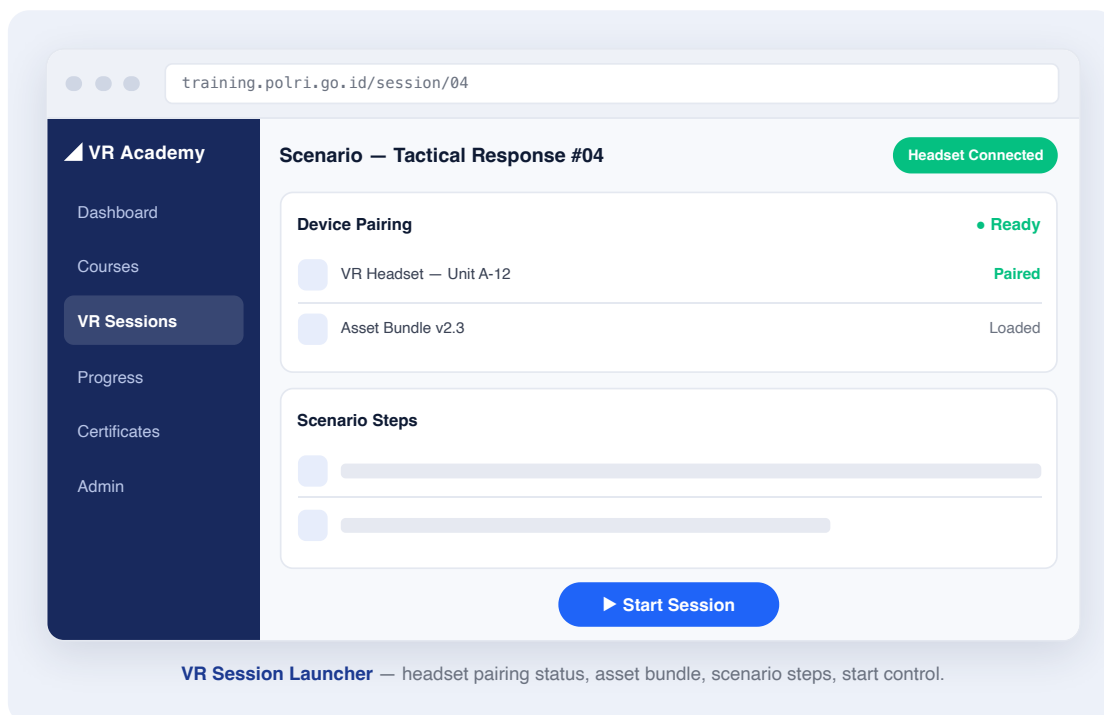 training.polri.go.id/session/04
VR Academy
Dashboard
Courses
VR Sessions
Progress
Certificates
Admin
Scenario — Tactical Response #04
Headset Connected
Device Pairing
● Ready
VR Headset — Unit A-12
Paired
Asset Bundle v2.3
Loaded
Scenario Steps
▶ Start Session
VR Session Launcher — headset pairing status, asset bundle, scenario steps, start control.